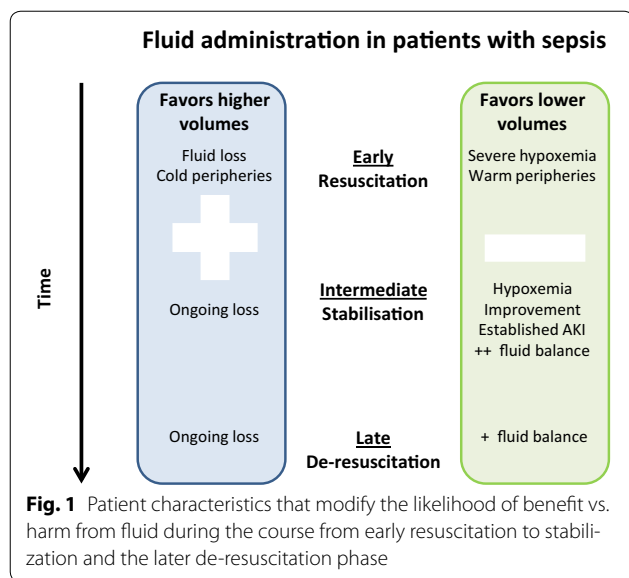 Fluid administration in patients with sepsis
Favors higher
volumes
Fluid loss
Cold peripheries
Early
Resuscitation
Favors lower
volumes
Severe hypoxemia
Warm peripheries
Time
Ongoing loss
Intermediate
Stabilisation
Hypoxemia
Improvement
Established AKI
++ fluid balance
Ongoing loss
Late
De-resuscitation
+ fluid balance
Fig. 1 Patient characteristics that modify the likelihood of benefit vs.
harm from fluid during the course from early resuscitation to stabili-
zation and the later de-resuscitation phase